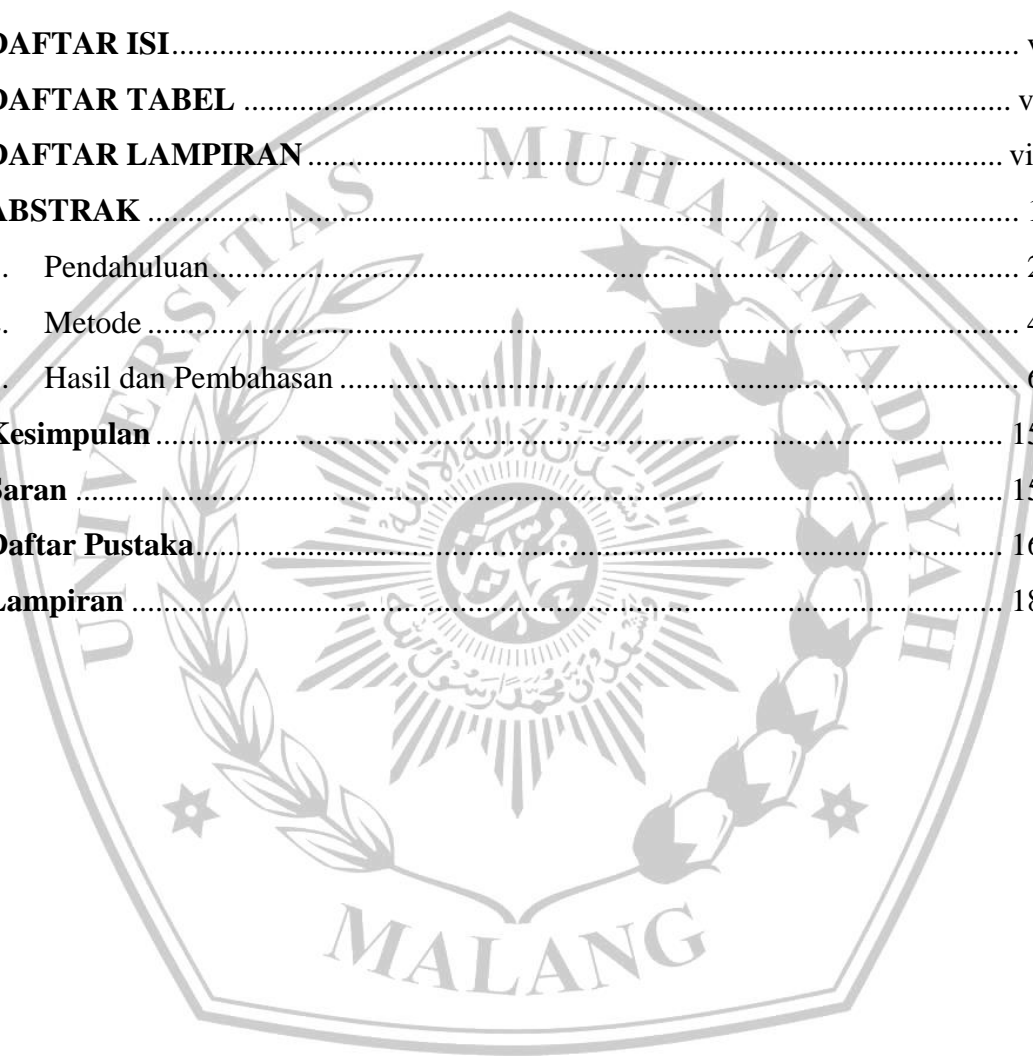 DAFTAR ISI.......... v
DAFTAR TABEL .......... v
DAFTAR LAMPIRAN.......... vi
ABSTRAK .......... 1
. Pendahuluan.......... 2
. Metode .......... 4
. Hasil dan Pembahasan .......... 6
Kesimpulan.......... 15
Saran .......... 15
Daftar Pustaka.......... 16
Lampiran .......... 18
UNIVERSITAS MUHAMMADIYAH
MALANG